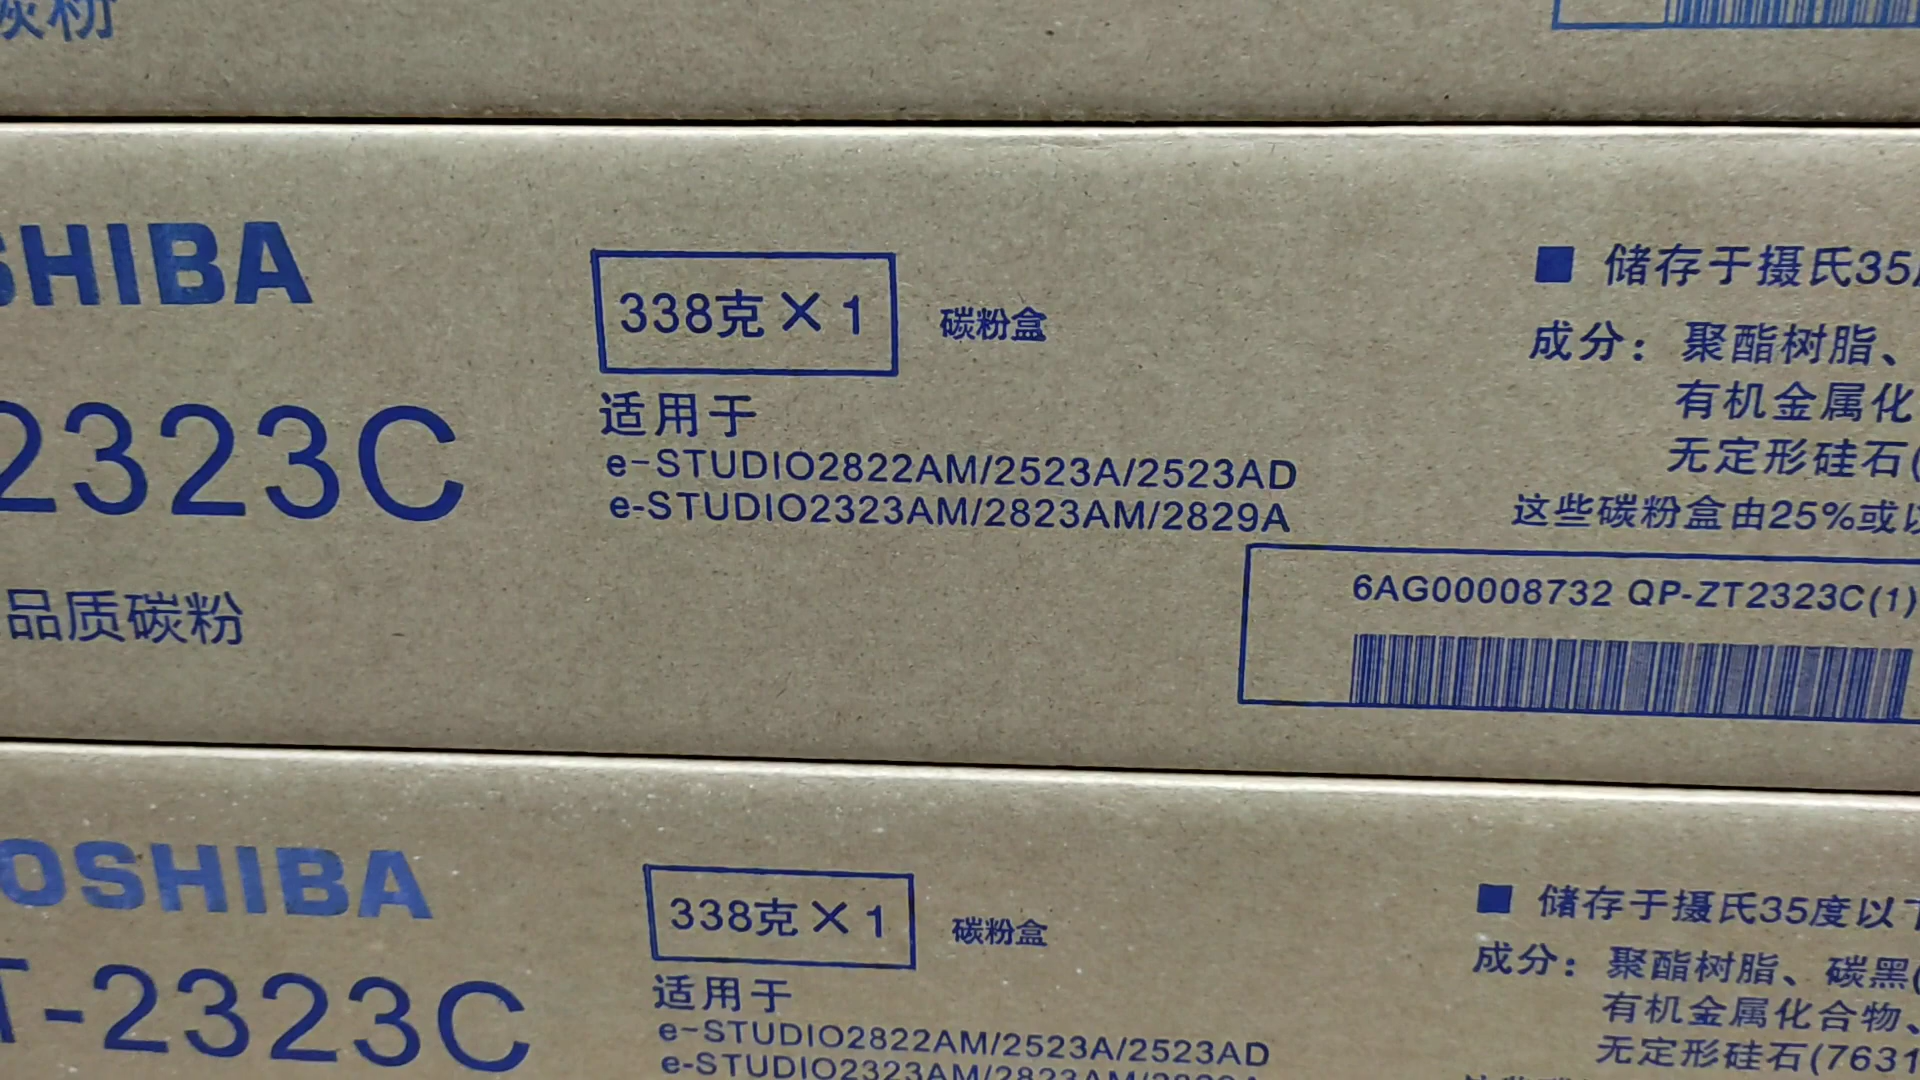 碳粉
SHIBA
2323C
品质碳粉
338克×1 碳粉盒
适用于
e-STUDIO2822AM/2523A/2523AD
e-STUDIO2323AM/2823AM/2829A
■ 储存于摄氏35
成分：聚酯树脂、
有机金属化
无定形硅石(
这些碳粉盒由25%或以
6AG00008732 QP-ZT2323C(1)
OSHIBA
T-2323C
338克×1 碳粉盒
适用于
e-STUDIO2822AM/2523A/2523AD
e-STUDIO2323AM/2823AM/2829A
■ 储存于摄氏35度以下
成分：聚酯树脂、碳黑(
有机金属化合物、
无定形硅石(7631